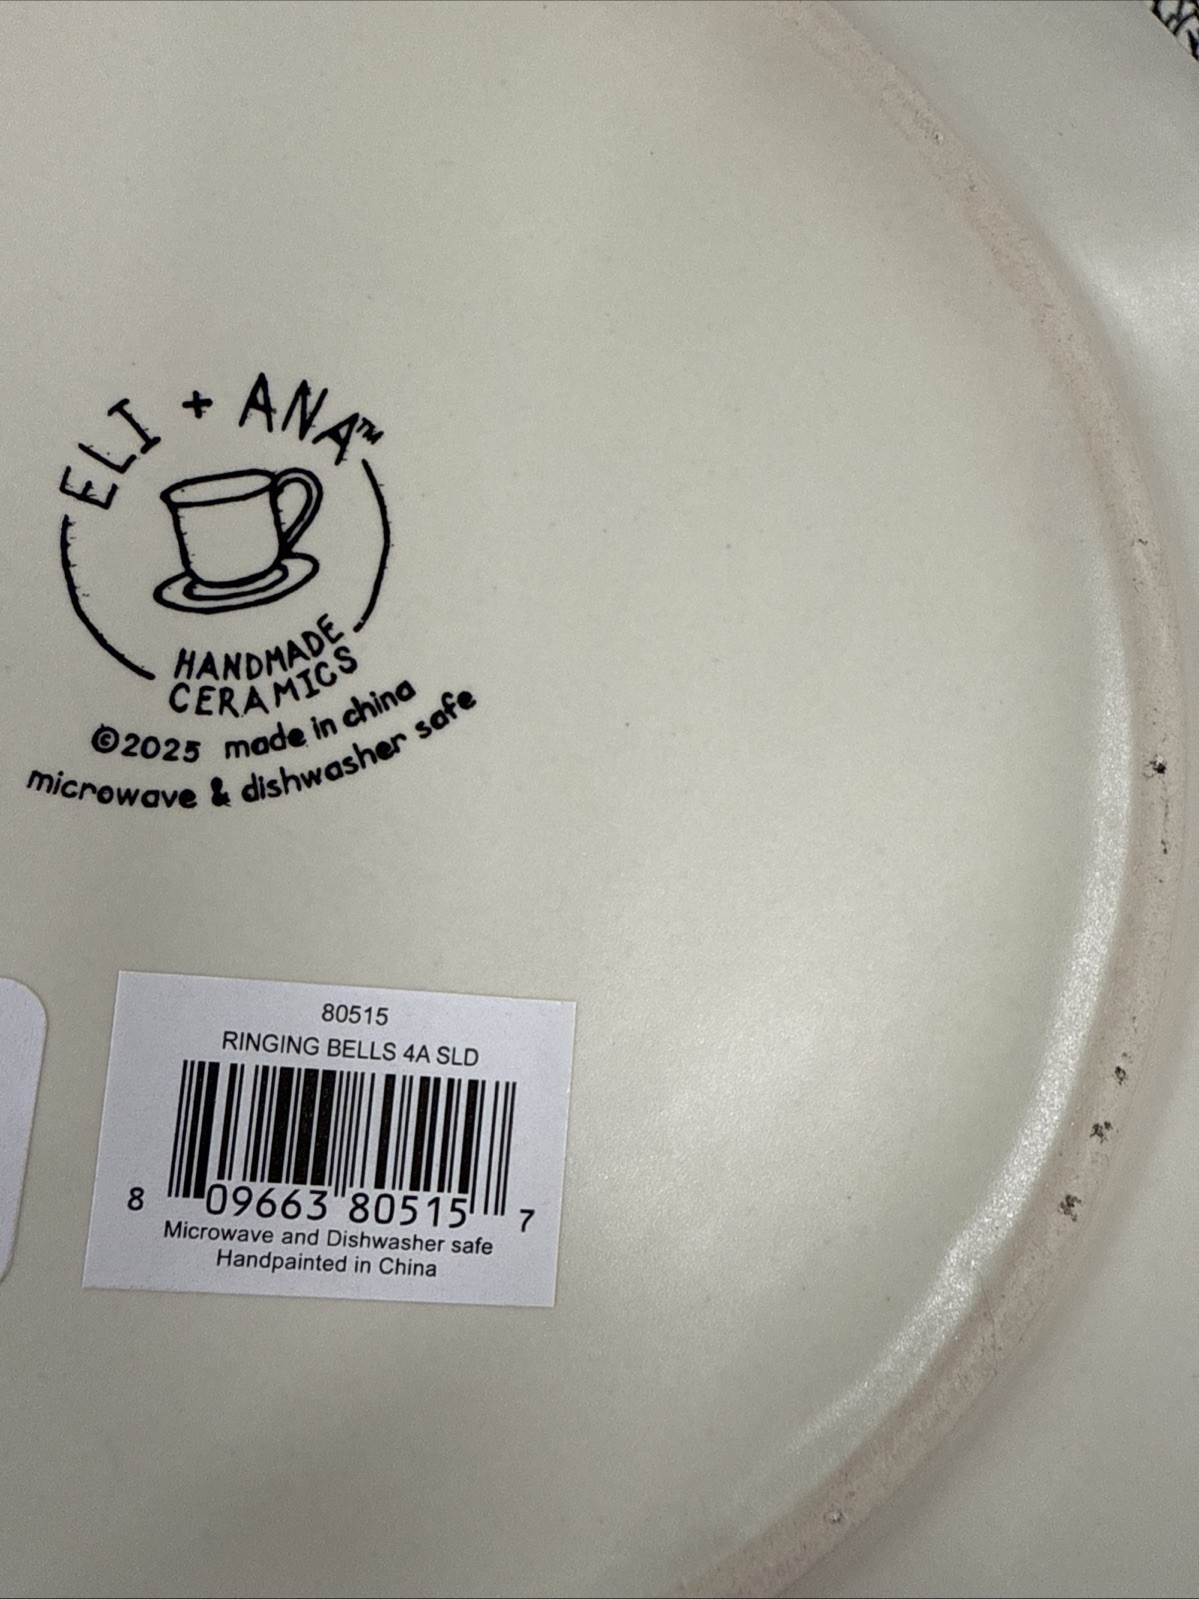 ELI + ANA™
HANDMADE
CERAMICS
©2025 made in china
microwave & dishwasher safe
80515
RINGING BELLS 4A SLD
8 09663 80515 7
Microwave and Dishwasher safe
Handpainted in China